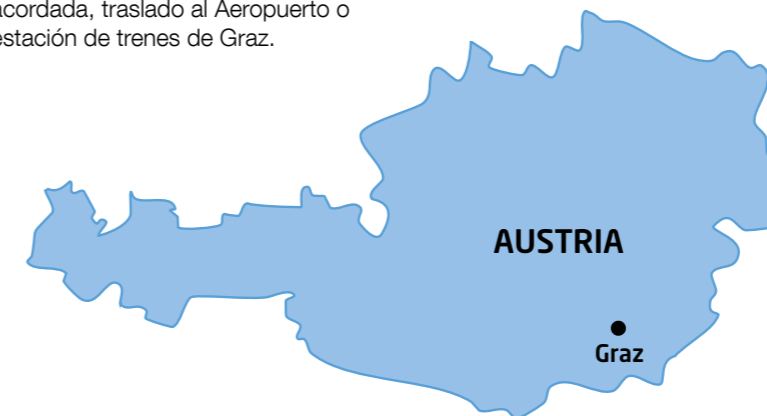 acordada, traslado al Aeropuerto o
estación de trenes de Graz.
AUSTRIA
Graz